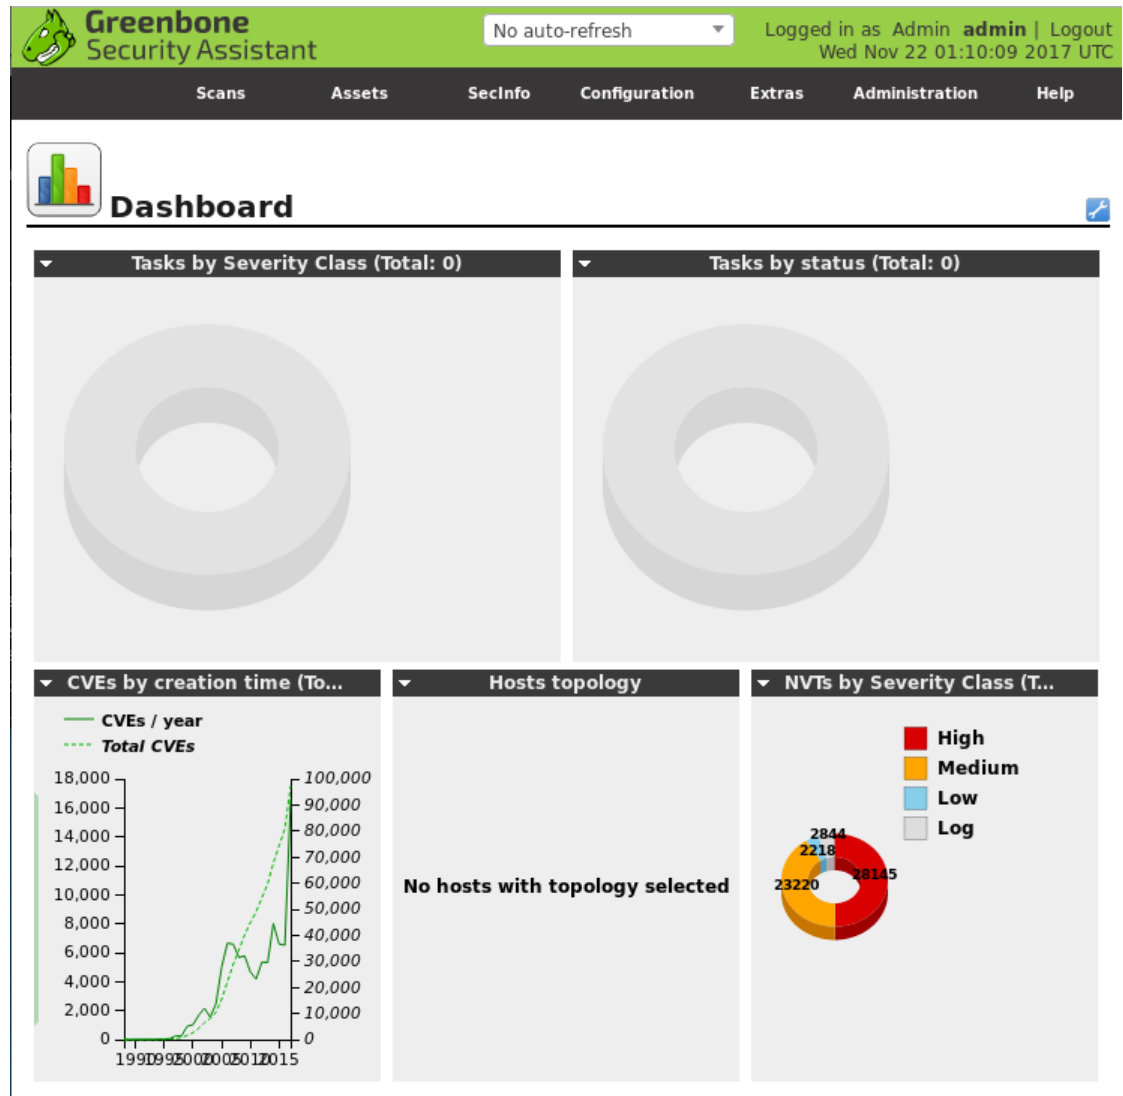 Greenbone
Security Assistant
No auto-refresh
Logged in as Admin admin | Logout
Wed Nov 22 01:10:09 2017 UTC
Scans Assets SecInfo Configuration Extras Administration Help
Dashboard
Tasks by Severity Class (Total: 0)
Tasks by status (Total: 0)
CVEs by creation time (To...
CVEs / year
Total CVEs
18,000
16,000
14,000
12,000
10,000
8,000
6,000
4,000
2,000
0
100,000
90,000
80,000
70,000
60,000
50,000
40,000
30,000
20,000
10,000
0
1990 1995 2000 2005 2010 2015
Hosts topology
No hosts with topology selected
NVTs by Severity Class (T...
High
Medium
Low
Log
2844
2218
28145
23220